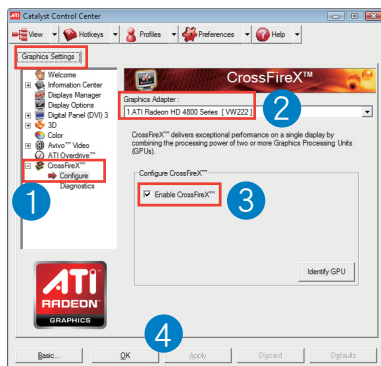 ATI Catalyst Control Center
View Hotkeys Profiles Preferences Help
Graphics Settings
Welcome
Information Center
Displays Manager
Display Options
Digital Panel (DVI) 3
3D
Color
Avivo™ Video
ATI Overdrive™
CrossFireX™
Configure
Diagnostics
1
CrossFireX™
Graphics Adapter :
1.ATI Radeon HD 4800 Series [ VW222 ]
2
CrossFireX™ delivers exceptional performance on a single display by
combining the processing power of two or more Graphics Processing Units
(GPUs).
Configure CrossFireX™
Enable CrossFireX™
3
Identify GPU
ATI
RADEON
GRAPHICS
4
Basic... OK Apply Discard Defaults